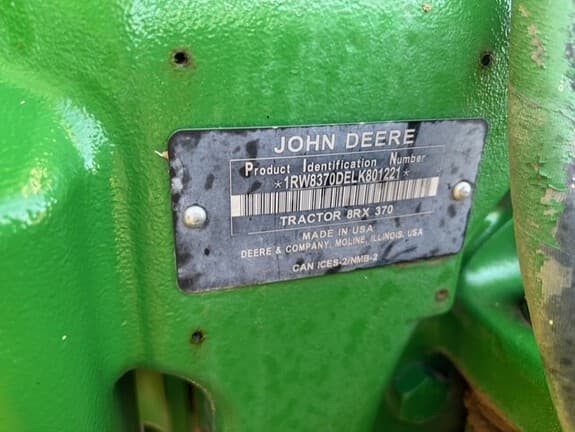 JOHN DEERE
Product Identification Number
*1RW8370DELK801221*
TRACTOR 8RX 370
MADE IN USA
DEERE & COMPANY, MOLINE, ILLINOIS, USA
CAN ICES-2/NMB-2